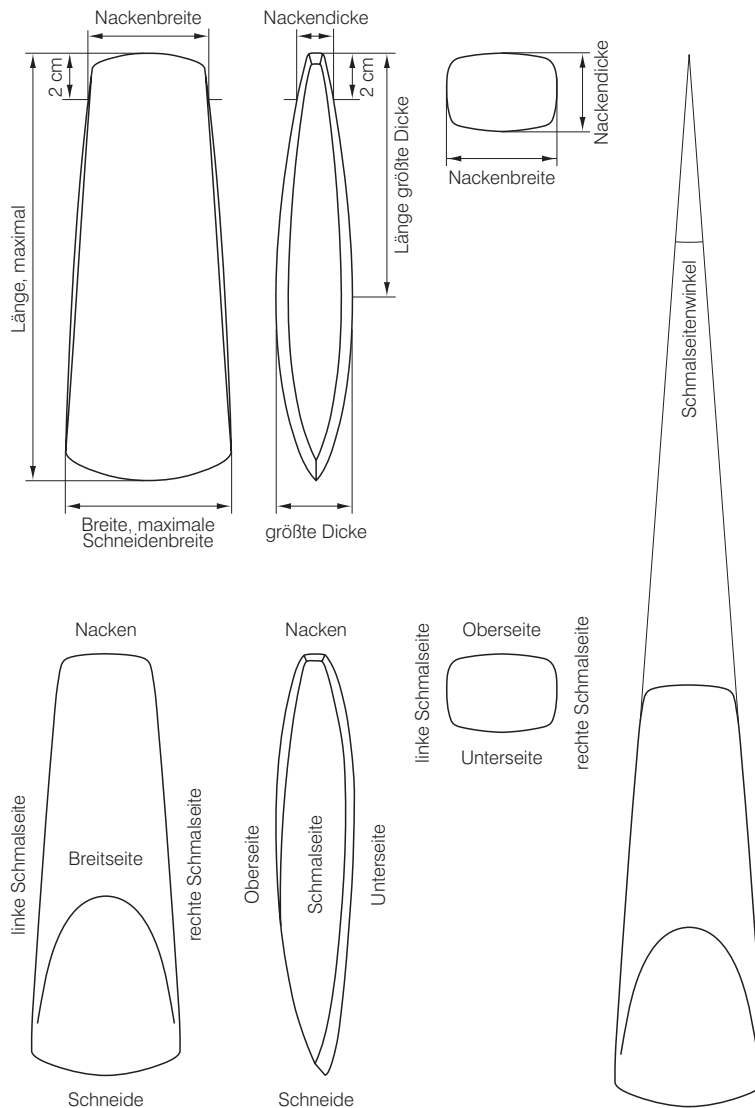 Nackenbreite
Nackendicke
2 cm
2 cm
Nackendicke
Nackenbreite
Länge größte Dicke
Länge, maximal
Schmalseitenwinkel
Breite, maximale
Schneidenbreite
größte Dicke
Nacken
Nacken
Oberseite
linke Schmalseite
rechte Schmalseite
Unterseite
linke Schmalseite
Breitseite
rechte Schmalseite
Oberseite
Schmalseite
Unterseite
Schneide
Schneide